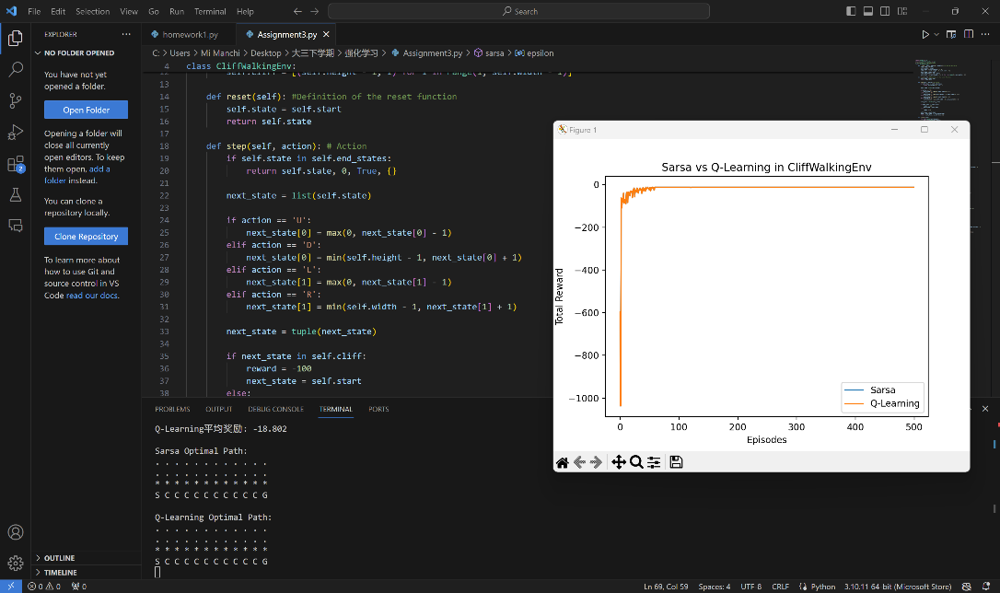 File Edit Selection View Go Run Terminal Help
Search
EXPLORER
homework1.py
Assignment3.py
NO FOLDER OPENED
You have not yet
opened a folder.
Open Folder
Opening a folder will
close all currently
open editors. To keep
them open, add a
folder instead.
You can clone a
repository locally.
Clone Repository
To learn more about
how to use Git and
source control in VS
Code read our docs.
OUTLINE
TIMELINE
2
C: > Users > Mi Manchi > Desktop > 大三下学期 > 强化学习 > Assignment3.py > sarsa > epsilon
4 class CliffWalkingEnv:
13
14 def reset(self): #Definition of the reset function
15 self.state = self.start
16 return self.state
17
18 def step(self, action): # Action
19 if self.state in self.end_states:
20 return self.state, 0, True, {}
21
22 next_state = list(self.state)
23
24 if action == 'U':
25 next_state[0] = max(0, next_state[0] - 1)
26 elif action == 'D':
27 next_state[0] = min(self.height - 1, next_state[0] + 1)
28 elif action == 'L':
29 next_state[1] = max(0, next_state[1] - 1)
30 elif action == 'R':
31 next_state[1] = min(self.width - 1, next_state[1] + 1)
32
33 next_state = tuple(next_state)
34
35 if next_state in self.cliff:
36 reward = -100
37 next_state = self.start
38 else:
PROBLEMS OUTPUT DEBUG CONSOLE TERMINAL PORTS
Q-Learning平均奖励: -18.802
Sarsa Optimal Path:
. . . . . . . . . . . .
. . . . . . . . . . . .
* * * * * * * * * * * *
S C C C C C C C C C C G
Q-Learning Optimal Path:
. . . . . . . . . . . .
. . . . . . . . . . . .
* * * * * * * * * * * *
S C C C C C C C C C C G
Figure 1
Sarsa vs Q-Learning in CliffWalkingEnv
0
−200
−400
−600
−800
−1000
Total Reward
Sarsa
Q-Learning
0 100 200 300 400 500
Episodes
0 0 0 Ln 69, Col 59 Spaces: 4 UTF-8 CRLF Python 3.10.11 64-bit (Microsoft Store)